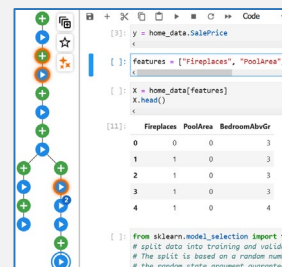 Code
[3]: y = home_data.SalePrice
[ ]: features = ["Fireplaces", "PoolArea"
[ ]: X = home_data[features]
X.head()
[11]: Fireplaces PoolArea BedroomAbvGr
0 0 0 3
1 1 0 3
2 1 0 3
3 1 0 3
4 1 0 4
[ ]: from sklearn.model_selection import
# split data into training and valid
# The split is based on a random num
2